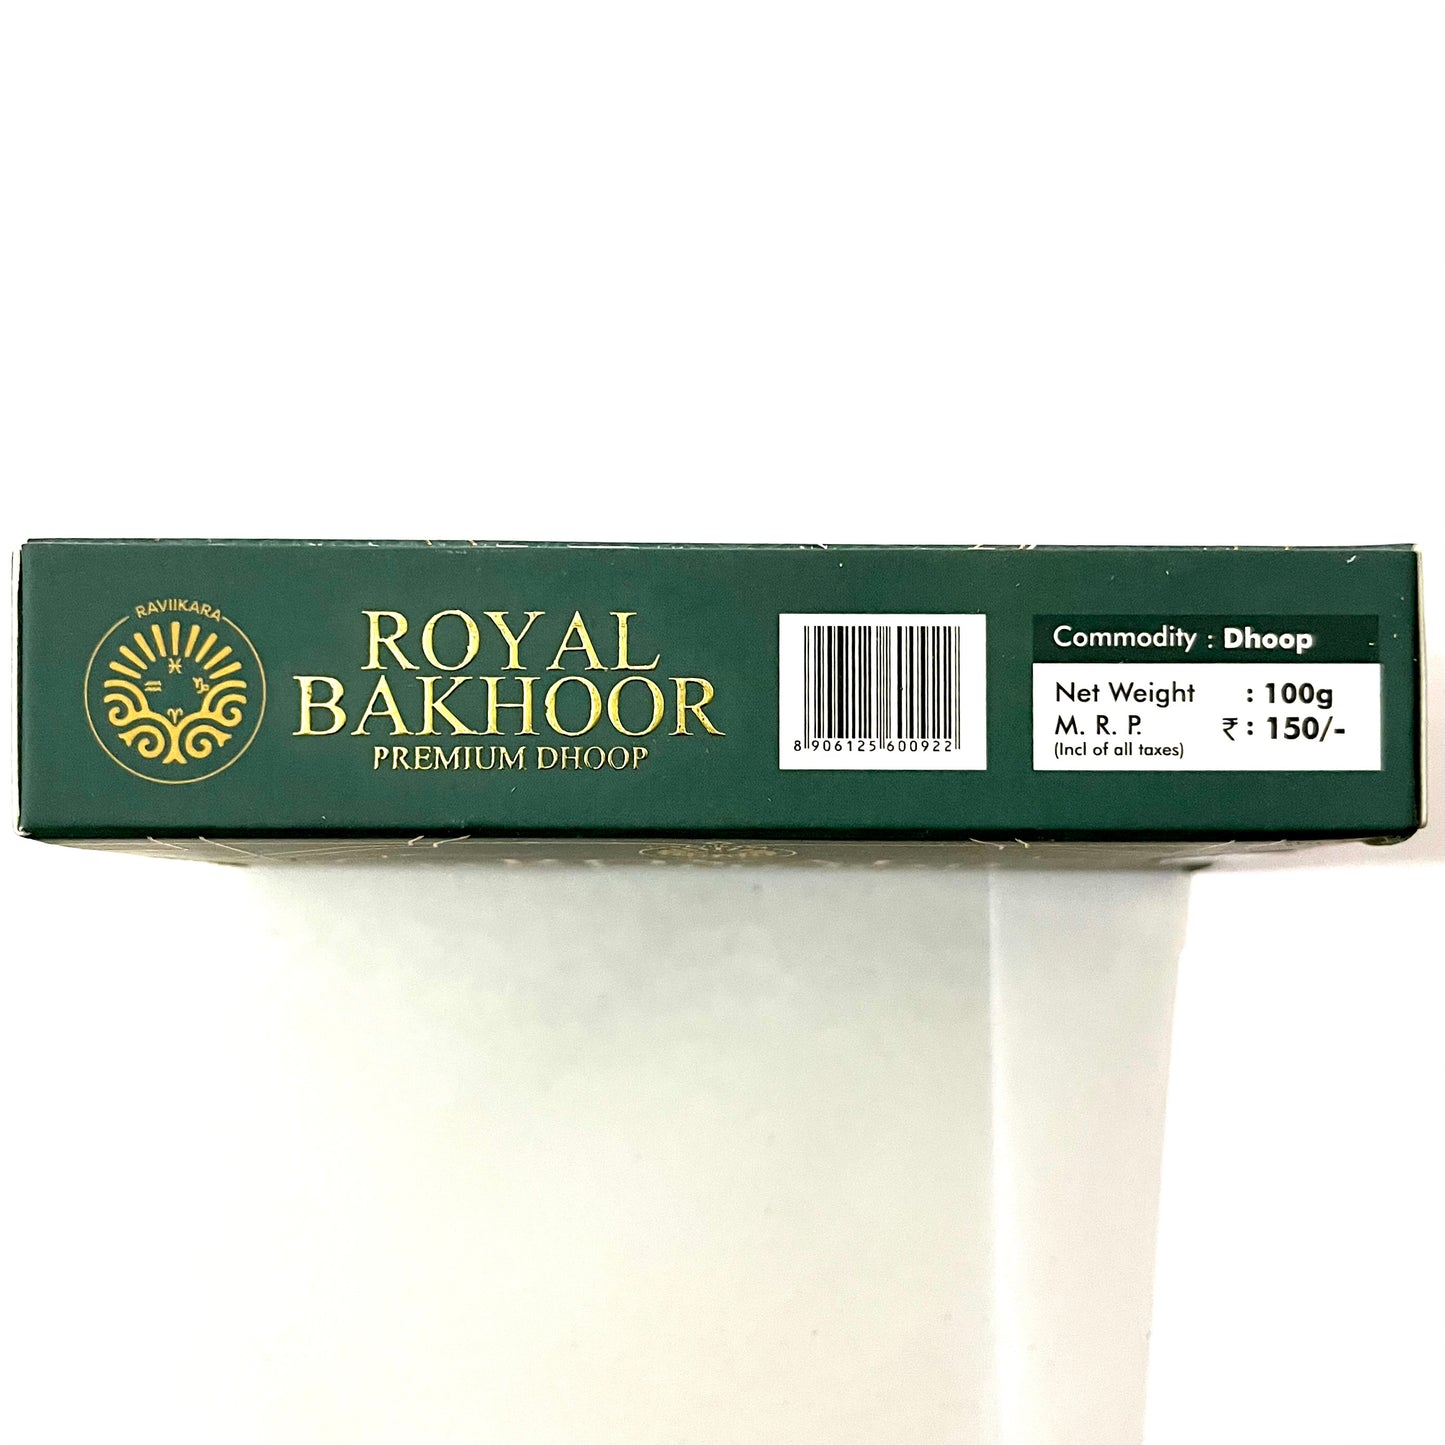 RAVIIKARA
ROYAL
BAKHOOR
PREMIUM DHOOP
8 906125 600922
Commodity : Dhoop
Net Weight : 100g
M. R. P. ₹ : 150/-
(Incl of all taxes)